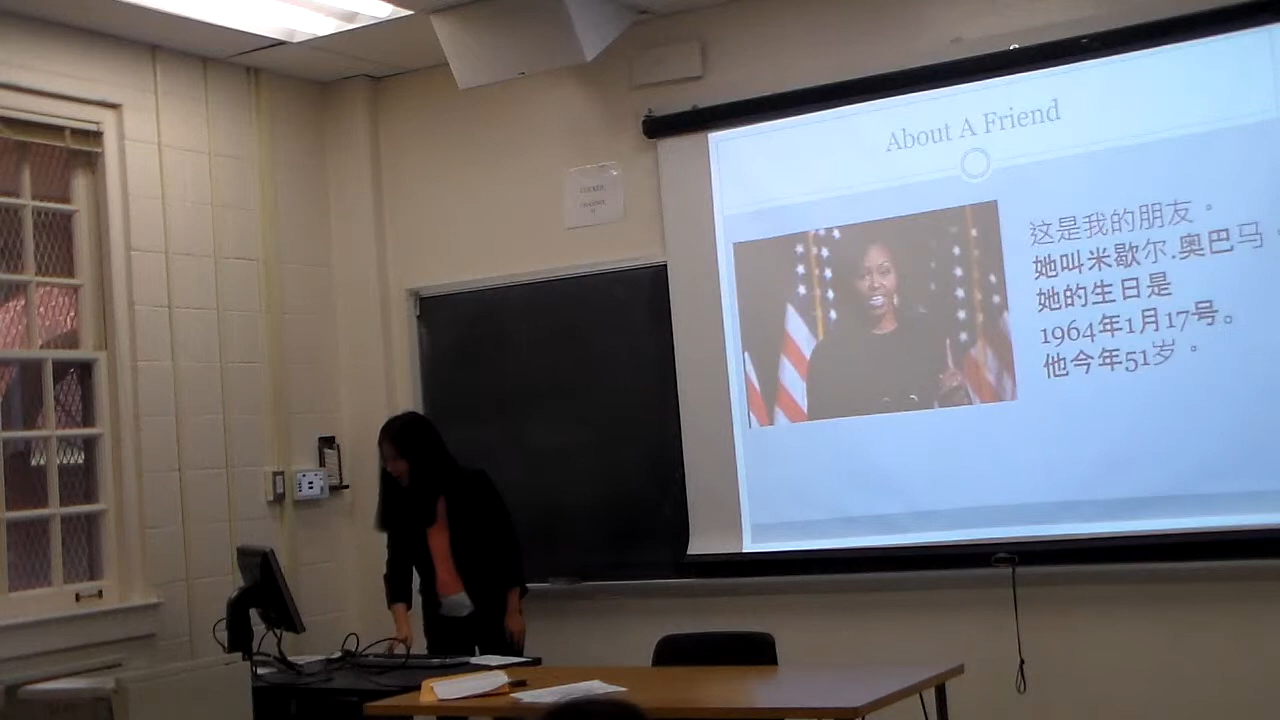 About A Friend
这是我的朋友。
她叫米歇尔.奥巴马。
她的生日是
1964年1月17号。
他今年51岁。